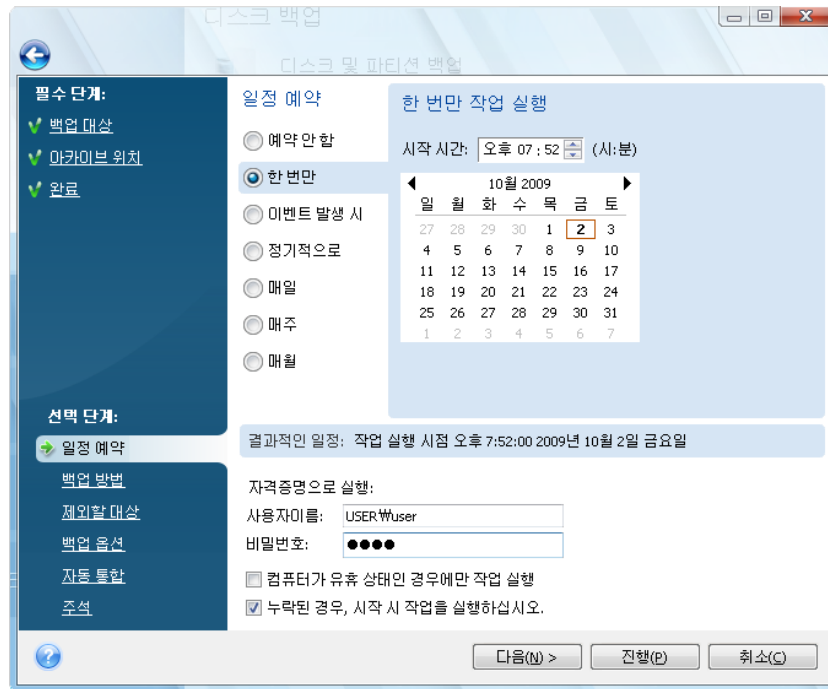 디스크 백업
디스크 및 파티션 백업
필수 단계:
백업 대상
아카이브 위치
완료
선택 단계:
일정 예약
백업 방법
제외할 대상
백업 옵션
자동 통합
주석
일정 예약
예약 안 함
한 번만
이벤트 발생 시
정기적으로
매일
매주
매월
한 번만 작업 실행
시작 시간: 오후 07 : 52 (시:분)
10월 2009
일 월 화 수 목 금 토
27 28 29 30 1 2 3
4 5 6 7 8 9 10
11 12 13 14 15 16 17
18 19 20 21 22 23 24
25 26 27 28 29 30 31
1 2 3 4 5 6 7
결과적인 일정: 작업 실행 시점 오후 7:52:00 2009년 10월 2일 금요일
자격증명으로 실행:
사용자이름: USER₩user
비밀번호: ●●●●
컴퓨터가 유휴 상태인 경우에만 작업 실행
누락된 경우, 시작 시 작업을 실행하십시오.
다음(N) > 진행(P) 취소(C)